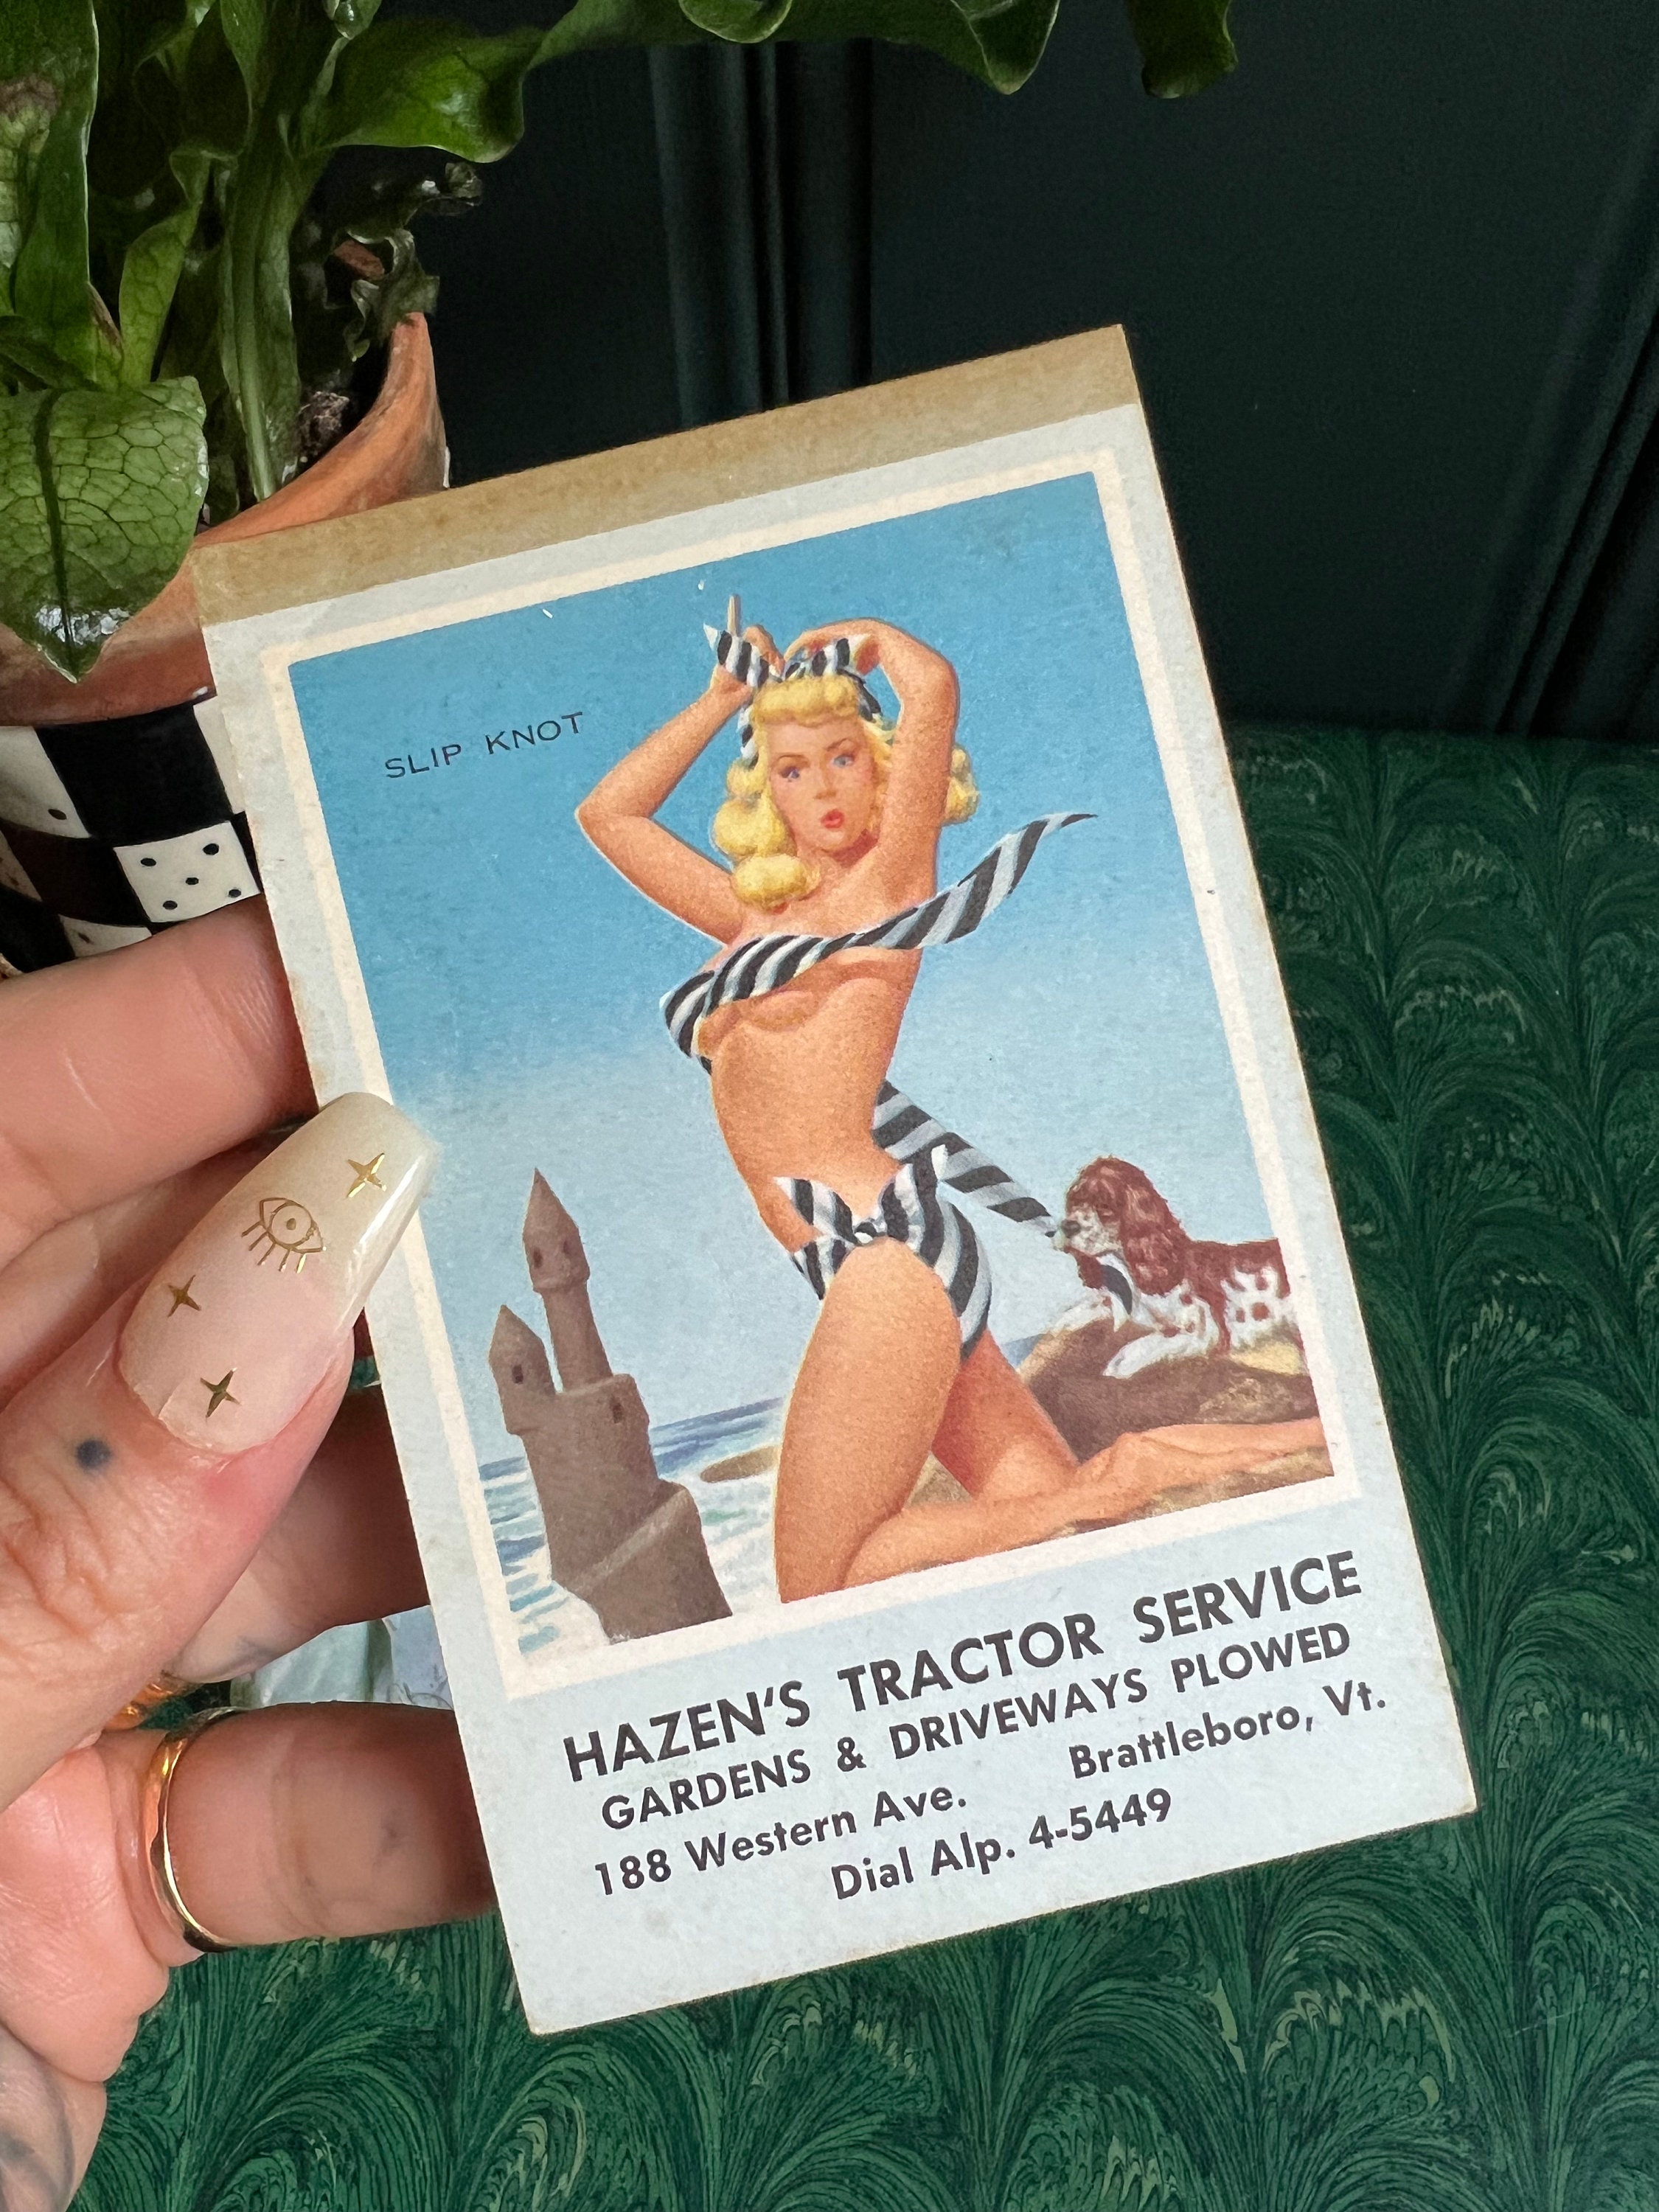 SLIP KNOT
HAZEN'S TRACTOR SERVICE
GARDENS & DRIVEWAYS PLOWED
188 Western Ave. Brattleboro, Vt.
Dial Alp. 4-5449